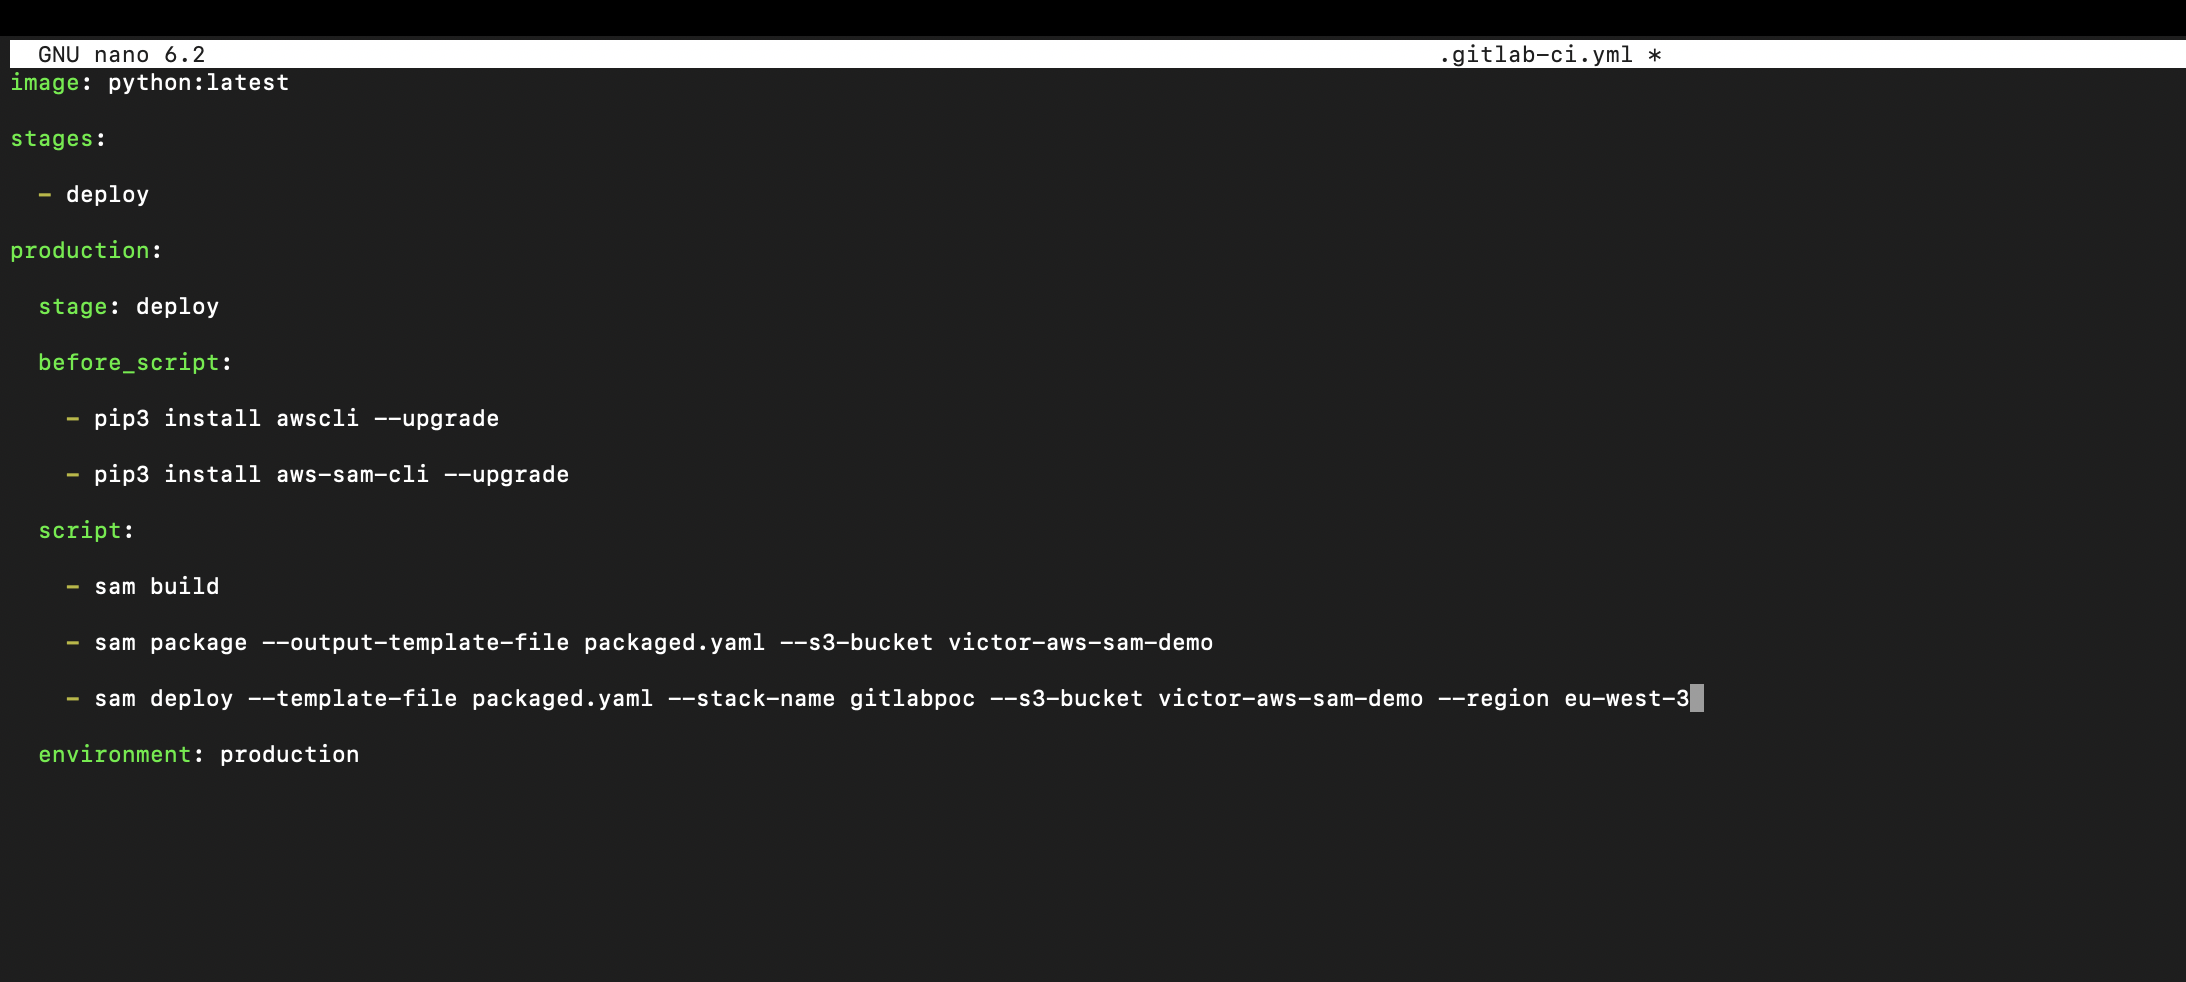 GNU nano 6.2 .gitlab-ci.yml *
image: python:latest
stages:
- deploy
production:
stage: deploy
before_script:
- pip3 install awscli --upgrade
- pip3 install aws-sam-cli --upgrade
script:
- sam build
- sam package --output-template-file packaged.yaml --s3-bucket victor-aws-sam-demo
- sam deploy --template-file packaged.yaml --stack-name gitlabpoc --s3-bucket victor-aws-sam-demo --region eu-west-3
environment: production